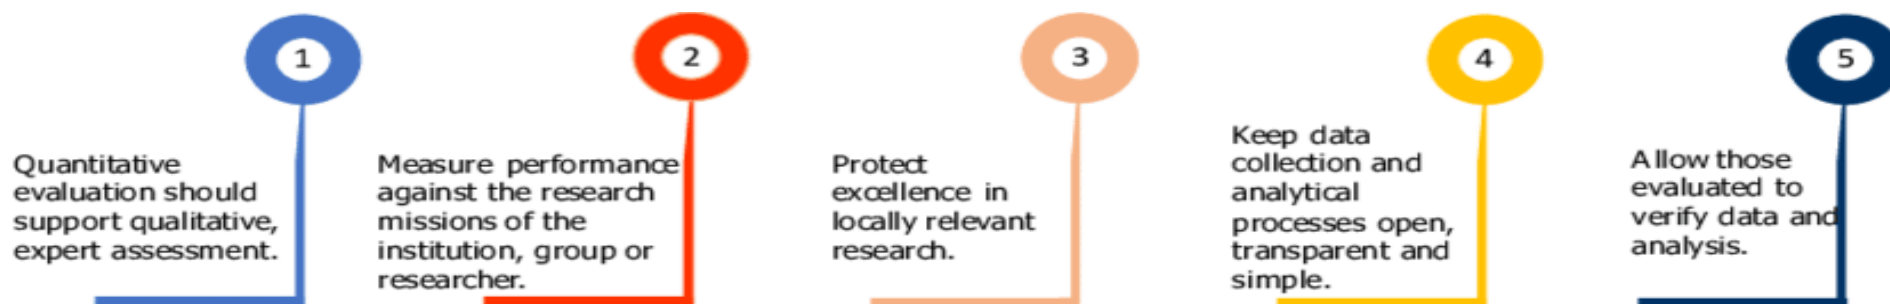 1
Quantitative
evaluation should
support qualitative,
expert assessment.
2
Measure performance
against the research
missions of the
institution, group or
researcher.
3
Protect
excellence in
locally relevant
research.
4
Keep data
collection and
analytical
processes open,
transparent and
simple.
5
Allow those
evaluated to
verify data and
analysis.